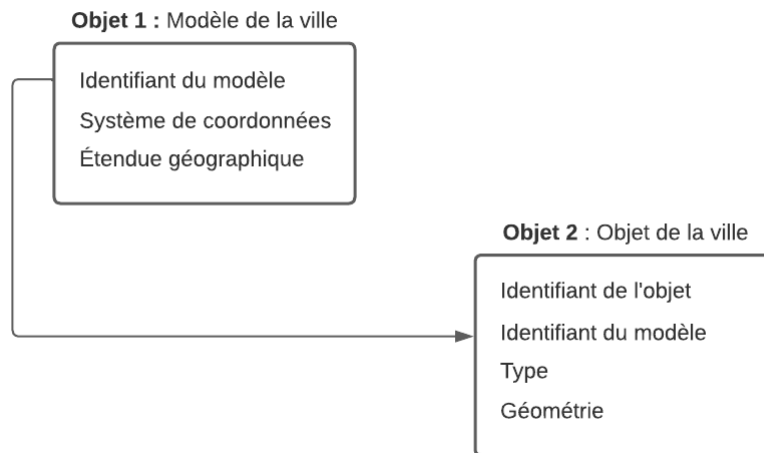 Objet 1 : Modèle de la ville
Identifiant du modèle
Système de coordonnées
Étendue géographique
Objet 2 : Objet de la ville
Identifiant de l'objet
Identifiant du modèle
Type
Géométrie